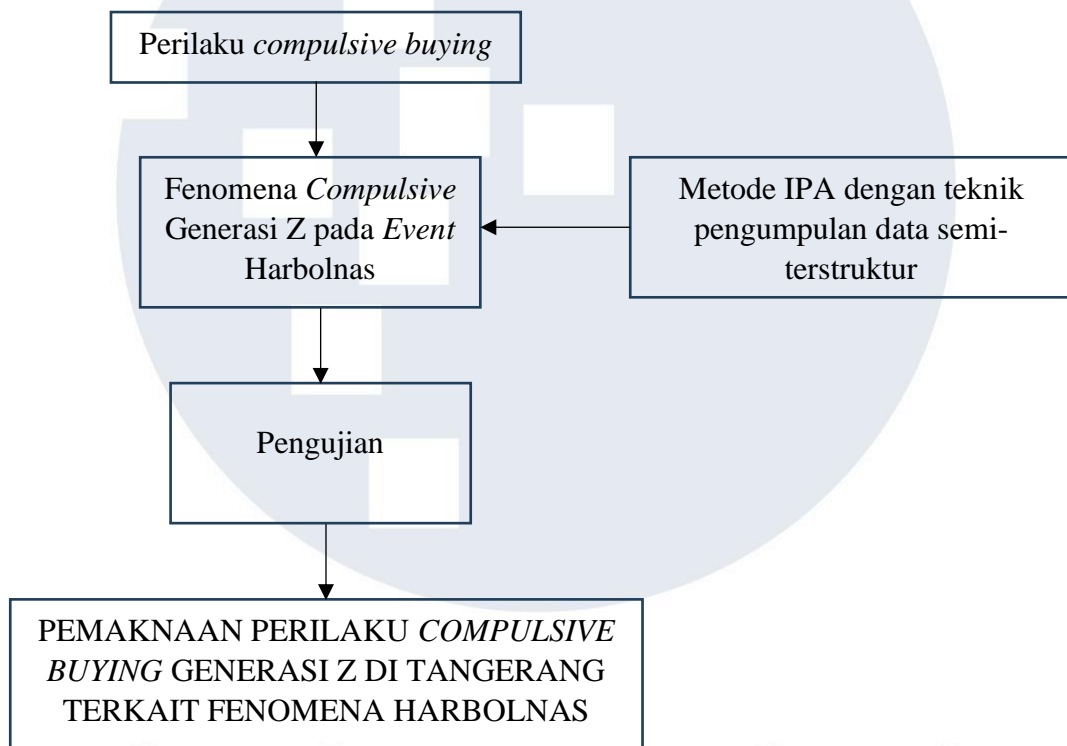 Perilaku compulsive buying
Fenomena Compulsive
Generasi Z pada Event
Harbolnas
Metode IPA dengan teknik
pengumpulan data semi-
terstruktur
Pengujian
PEMAKNAAN PERILAKU COMPULSIVE
BUYING GENERASI Z DI TANGERANG
TERKAIT FENOMENA HARBOLNAS